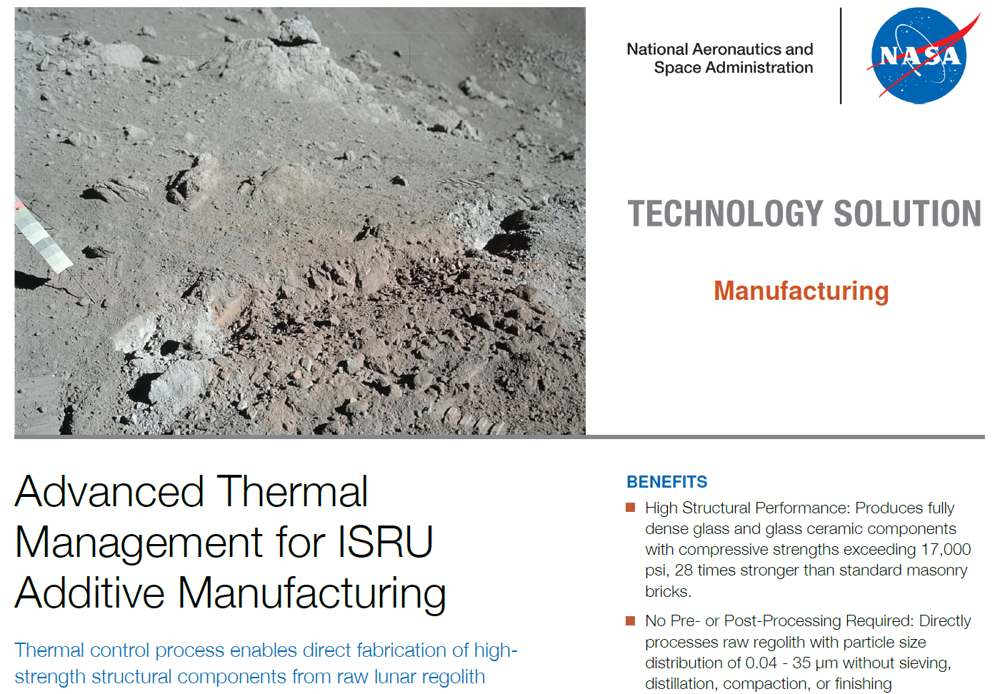 National Aeronautics and
Space Administration
NASA
TECHNOLOGY SOLUTION
Manufacturing
Advanced Thermal
Management for ISRU
Additive Manufacturing
Thermal control process enables direct fabrication of high-
strength structural components from raw lunar regolith
BENEFITS
High Structural Performance: Produces fully
dense glass and glass ceramic components
with compressive strengths exceeding 17,000
psi, 28 times stronger than standard masonry
bricks.
No Pre- or Post-Processing Required: Directly
processes raw regolith with particle size
distribution of 0.04 - 35 μm without sieving,
distillation, compaction, or finishing